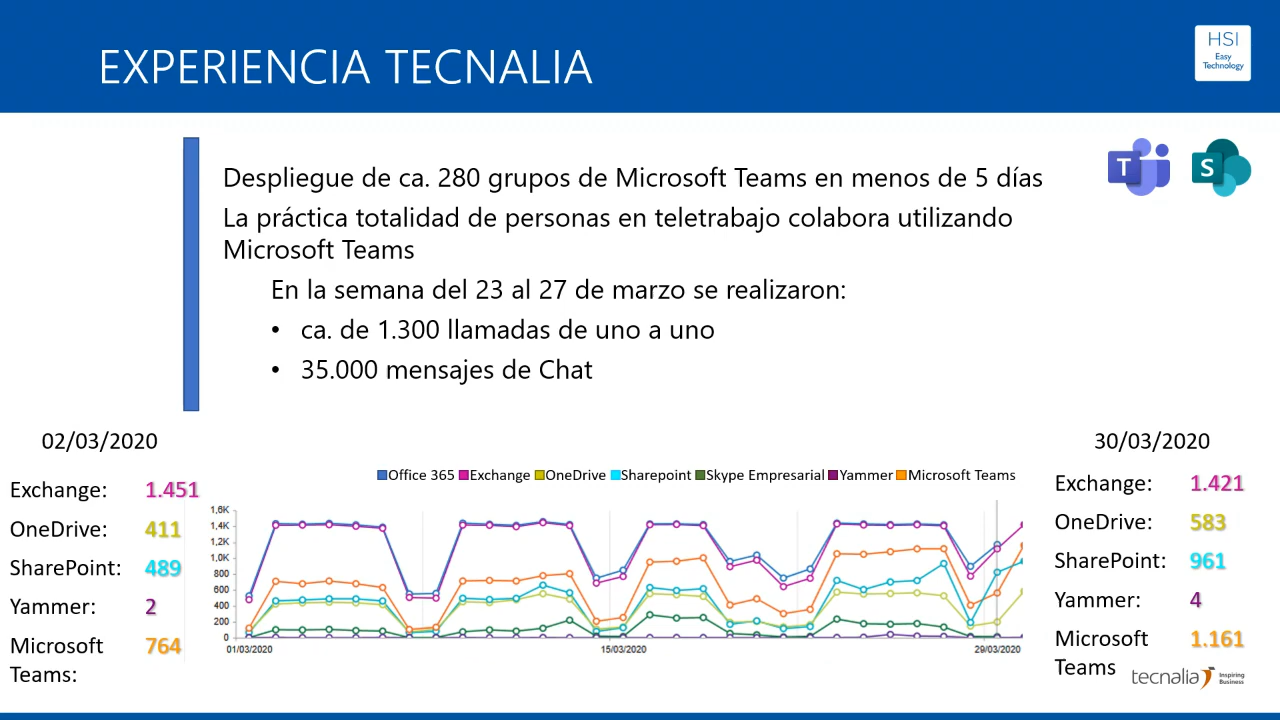 EXPERIENCIA TECNALIA
HSI
Easy
Technology
Despliegue de ca. 280 grupos de Microsoft Teams en menos de 5 días
T
S
La práctica totalidad de personas en teletrabajo colabora utilizando
Microsoft Teams
En la semana del 23 al 27 de marzo se realizaron:
• ca. de 1.300 llamadas de uno a uno
• 35.000 mensajes de Chat
02/03/2020
Exchange: 1.451
OneDrive: 411
SharePoint: 489
Yammer: 2
Microsoft 764
Teams:
Office 365 Exchange OneDrive Sharepoint Skype Empresarial Yammer Microsoft Teams
1,6K
1,4K
1,2K
1,0K
800
600
400
200
0
01/03/2020 15/03/2020 29/03/2020
30/03/2020
Exchange: 1.421
OneDrive: 583
SharePoint: 961
Yammer: 4
Microsoft 1.161
Teams
tecnalia Inspiring
Business